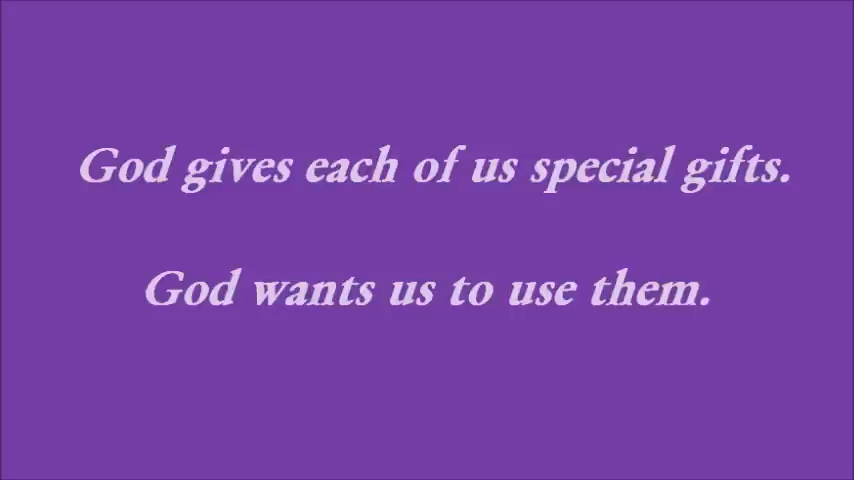 God gives each of us special gifts.
God wants us to use them.